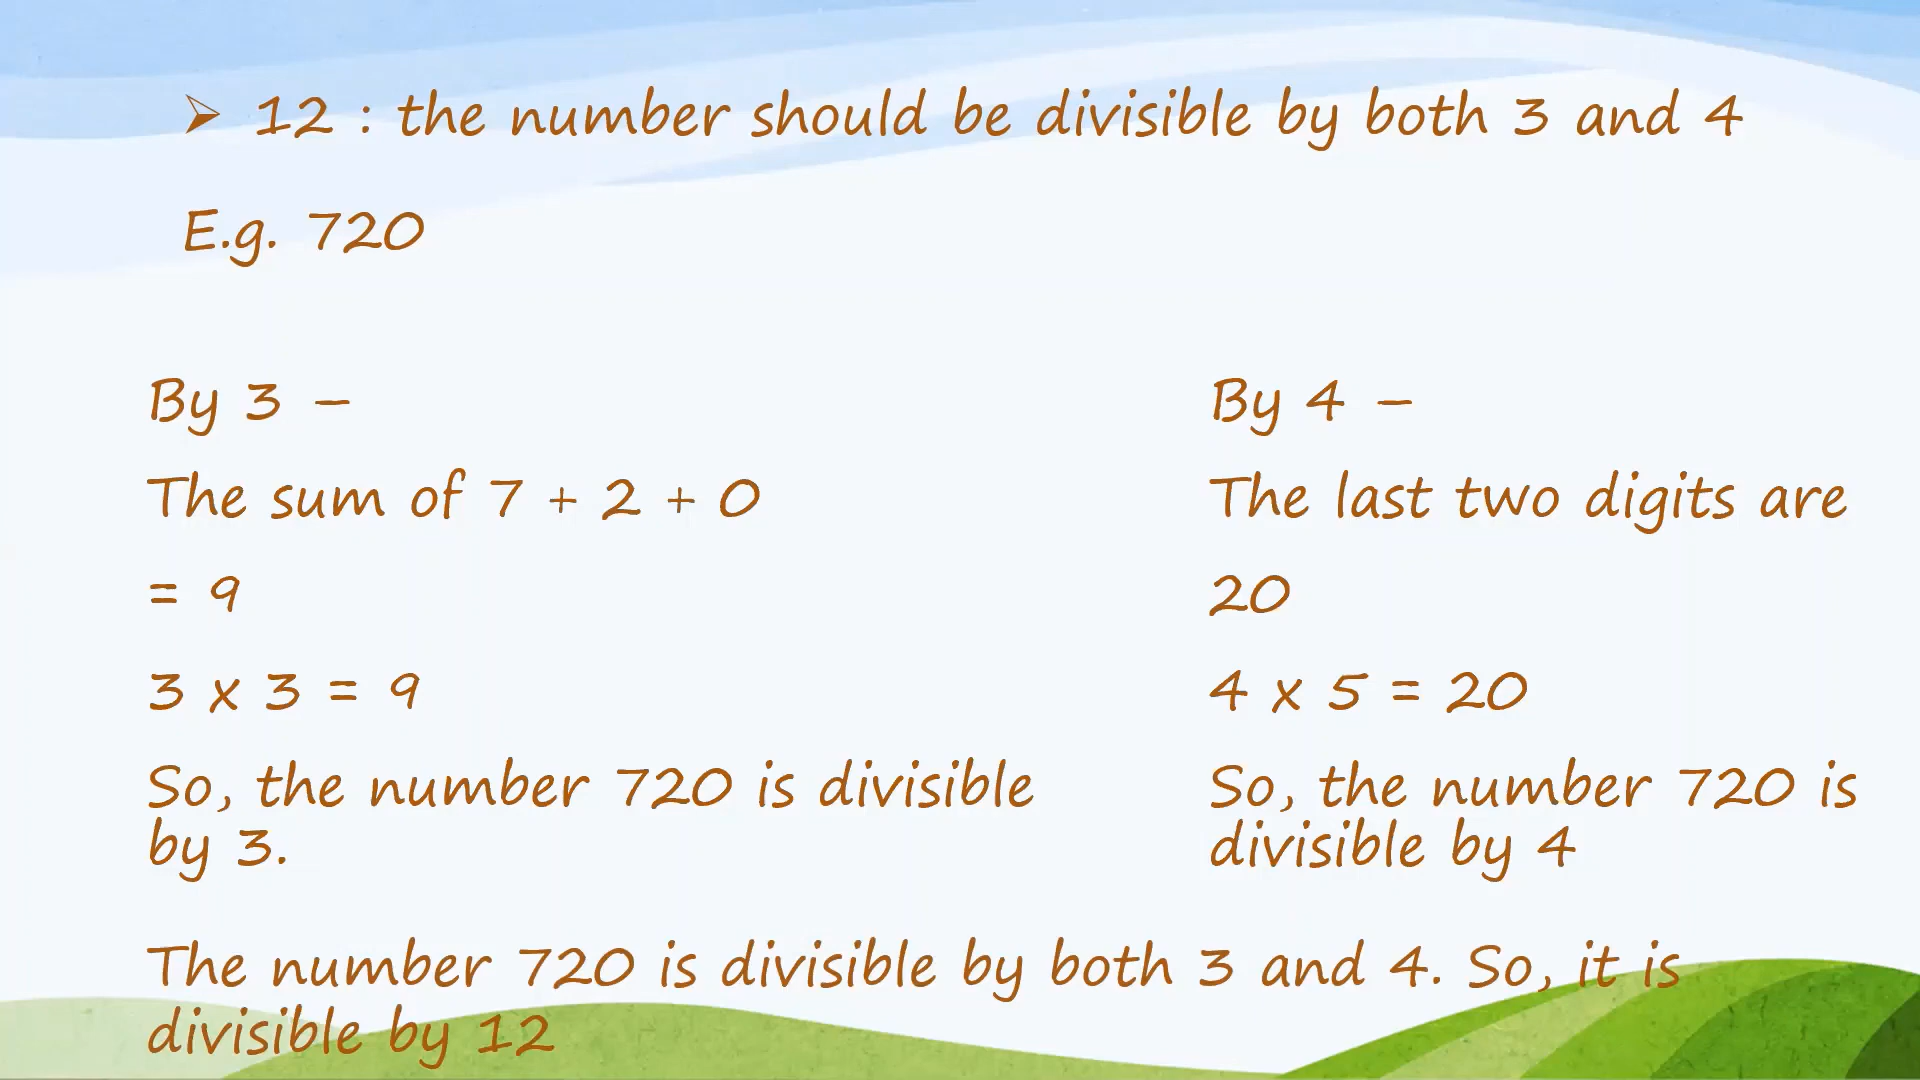 ➢ 12 : the number should be divisible by both 3 and 4
E.g. 720
By 3 –
The sum of 7 + 2 + 0
= 9
3 x 3 = 9
So, the number 720 is divisible
by 3.
By 4 –
The last two digits are
20
4 x 5 = 20
So, the number 720 is
divisible by 4
The number 720 is divisible by both 3 and 4. So, it is
divisible by 12